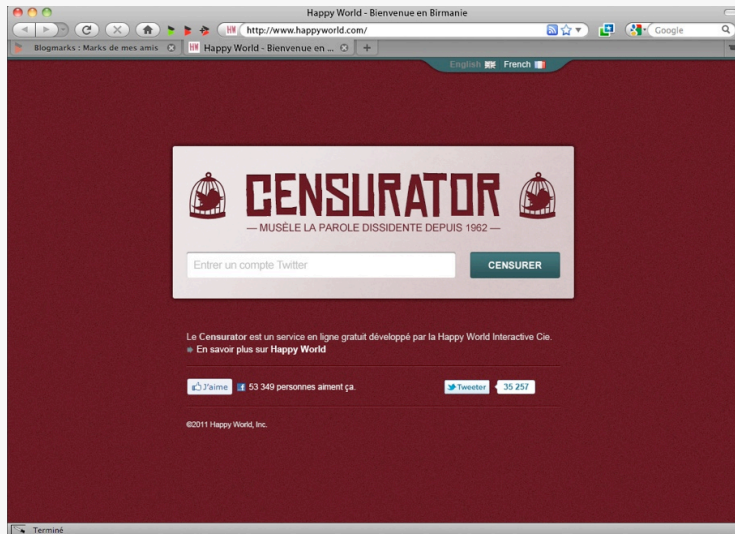 Happy World - Bienvenue en Birmanie
http://www.happyworld.com/
Google
Blogmarks : Marks de mes amis
HW Happy World - Bienvenue en ...
English French
CENSURATOR
— MUSÈLE LA PAROLE DISSIDENTE DEPUIS 1962 —
Entrer un compte Twitter
CENSURER
Le Censurator est un service en ligne gratuit développé par la Happy World Interactive Cie.
En savoir plus sur Happy World
J'aime 53 349 personnes aiment ça.
Tweeter 35 257
©2011 Happy World, Inc.
Terminé